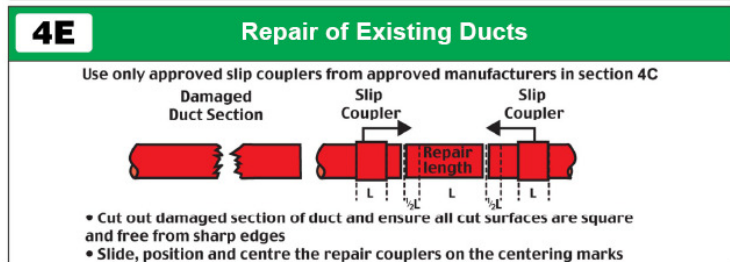 4E
Repair of Existing Ducts
Use only approved slip couplers from approved manufacturers in section 4C
Damaged
Duct Section
Slip
Coupler
Slip
Coupler
Repair
length
L
½L
L
½L
L
• Cut out damaged section of duct and ensure all cut surfaces are square
and free from sharp edges
• Slide, position and centre the repair couplers on the centering marks